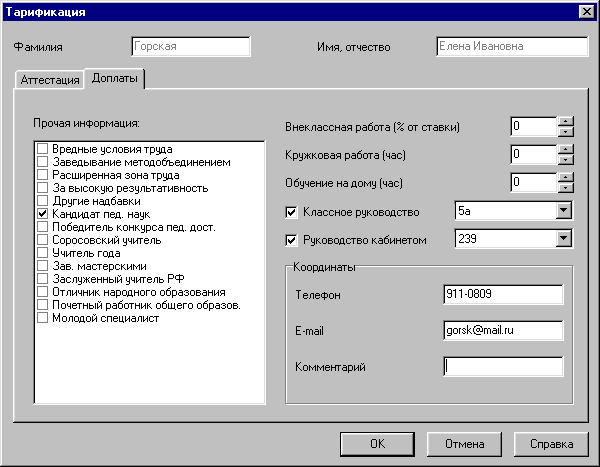 Тарификация
Фамилия
Горская
Имя, отчество
Елена Ивановна
Аттестация
Доплаты
Прочая информация:
Вредные условия труда
Заведывание методобъединением
Расширенная зона труда
За высокую результативность
Другие надбавки
Кандидат пед. наук
Победитель конкурса пед. дост.
Соросовский учитель
Учитель года
Зав. мастерскими
Заслуженный учитель РФ
Отличник народного образования
Почетный работник общего образов.
Молодой специалист
Внеклассная работа (% от ставки)
0
Кружковая работа (час)
0
Обучение на дому (час)
0
Классное руководство
5а
Руководство кабинетом
239
Координаты
Телефон
911-0809
E-mail
gorsk@mail.ru
Комментарий
OK
Отмена
Справка